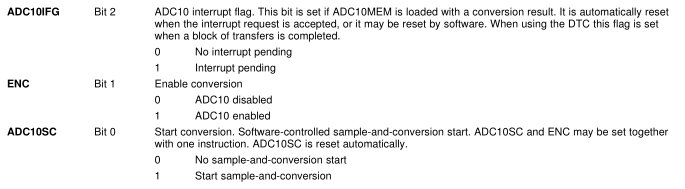 ADC10IFG Bit 2 ADC10 interrupt flag. This bit is set if ADC10MEM is loaded with a conversion result. It is automatically reset
when the interrupt request is accepted, or it may be reset by software. When using the DTC this flag is set
when a block of transfers is completed.
0 No interrupt pending
1 Interrupt pending
ENC Bit 1 Enable conversion
0 ADC10 disabled
1 ADC10 enabled
ADC10SC Bit 0 Start conversion. Software-controlled sample-and-conversion start. ADC10SC and ENC may be set together
with one instruction. ADC10SC is reset automatically.
0 No sample-and-conversion start
1 Start sample-and-conversion